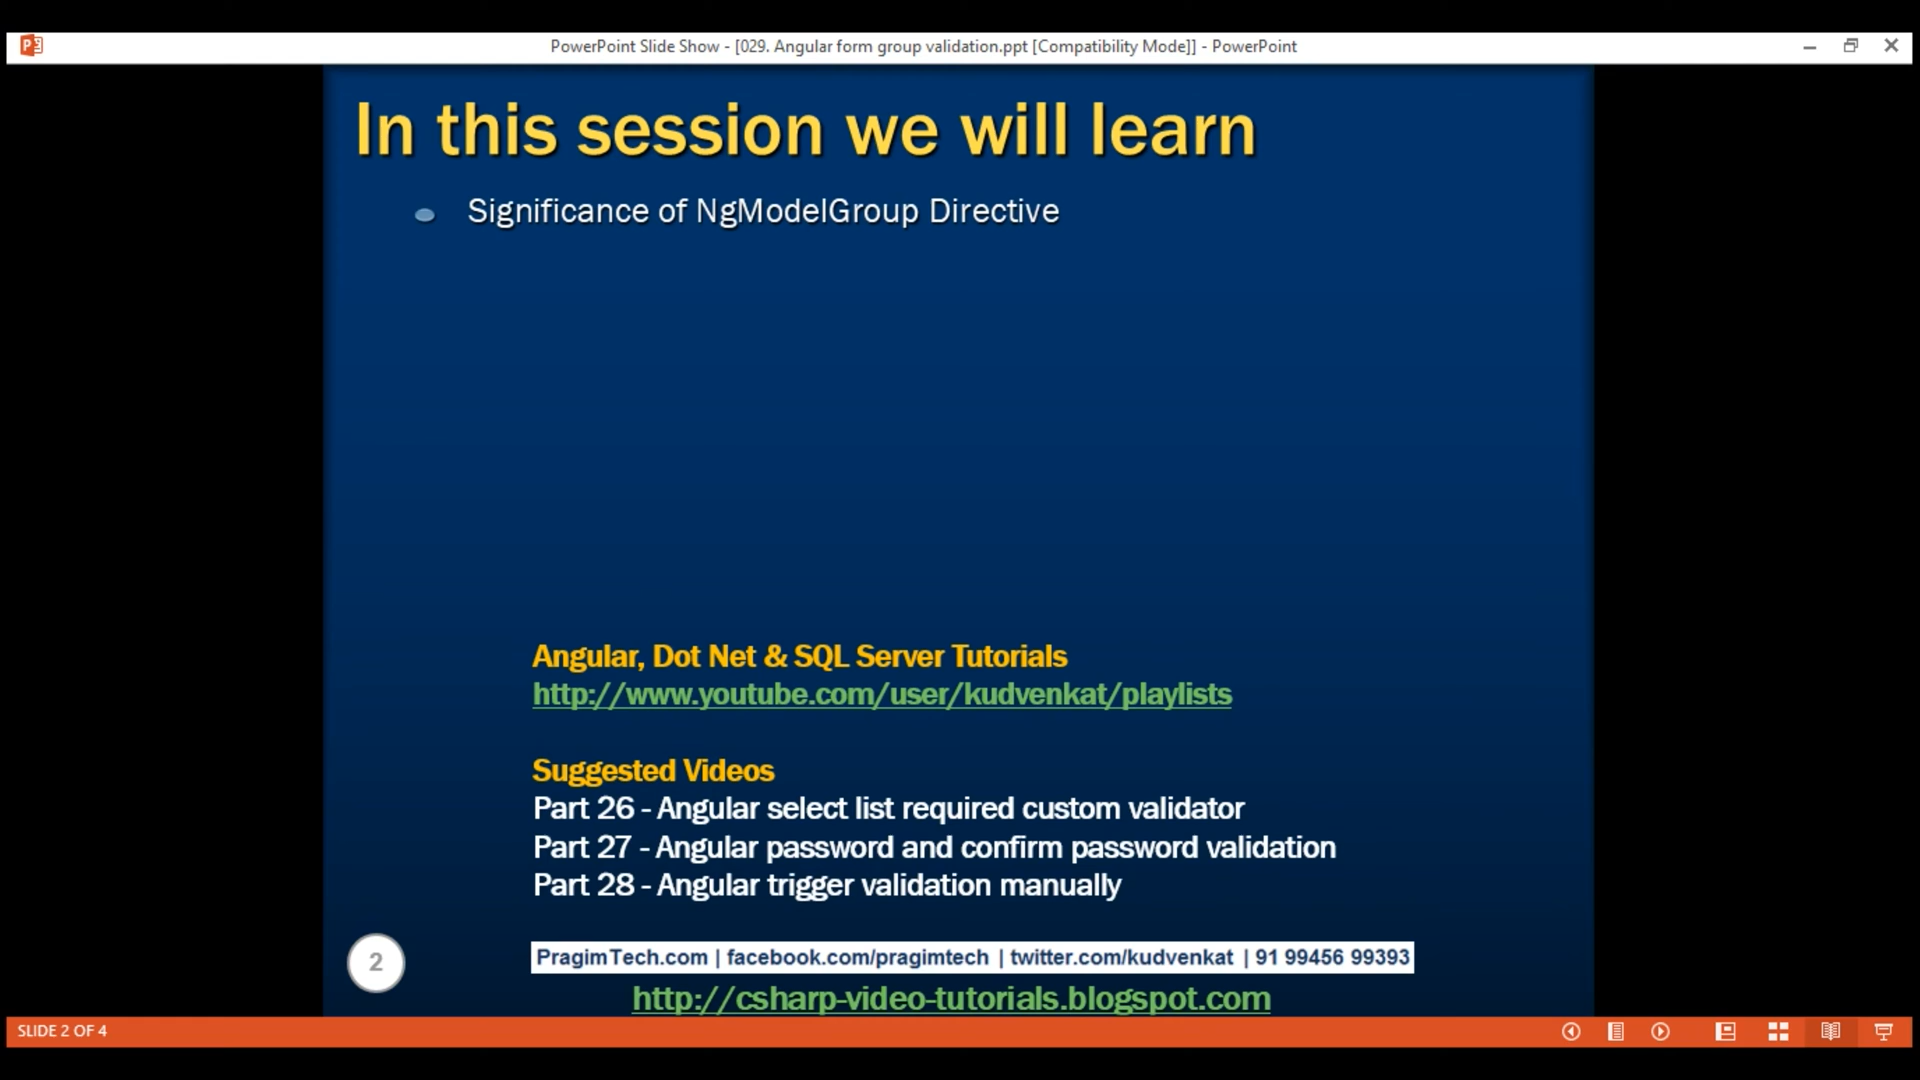 PowerPoint Slide Show - [029. Angular form group validation.ppt [Compatibility Mode]] - PowerPoint
In this session we will learn
Significance of NgModelGroup Directive
Angular, Dot Net & SQL Server Tutorials
http://www.youtube.com/user/kudvenkat/playlists
Suggested Videos
Part 26 - Angular select list required custom validator
Part 27 - Angular password and confirm password validation
Part 28 - Angular trigger validation manually
2
PragimTech.com | facebook.com/pragimtech | twitter.com/kudvenkat | 91 99456 99393
http://csharp-video-tutorials.blogspot.com
SLIDE 2 OF 4